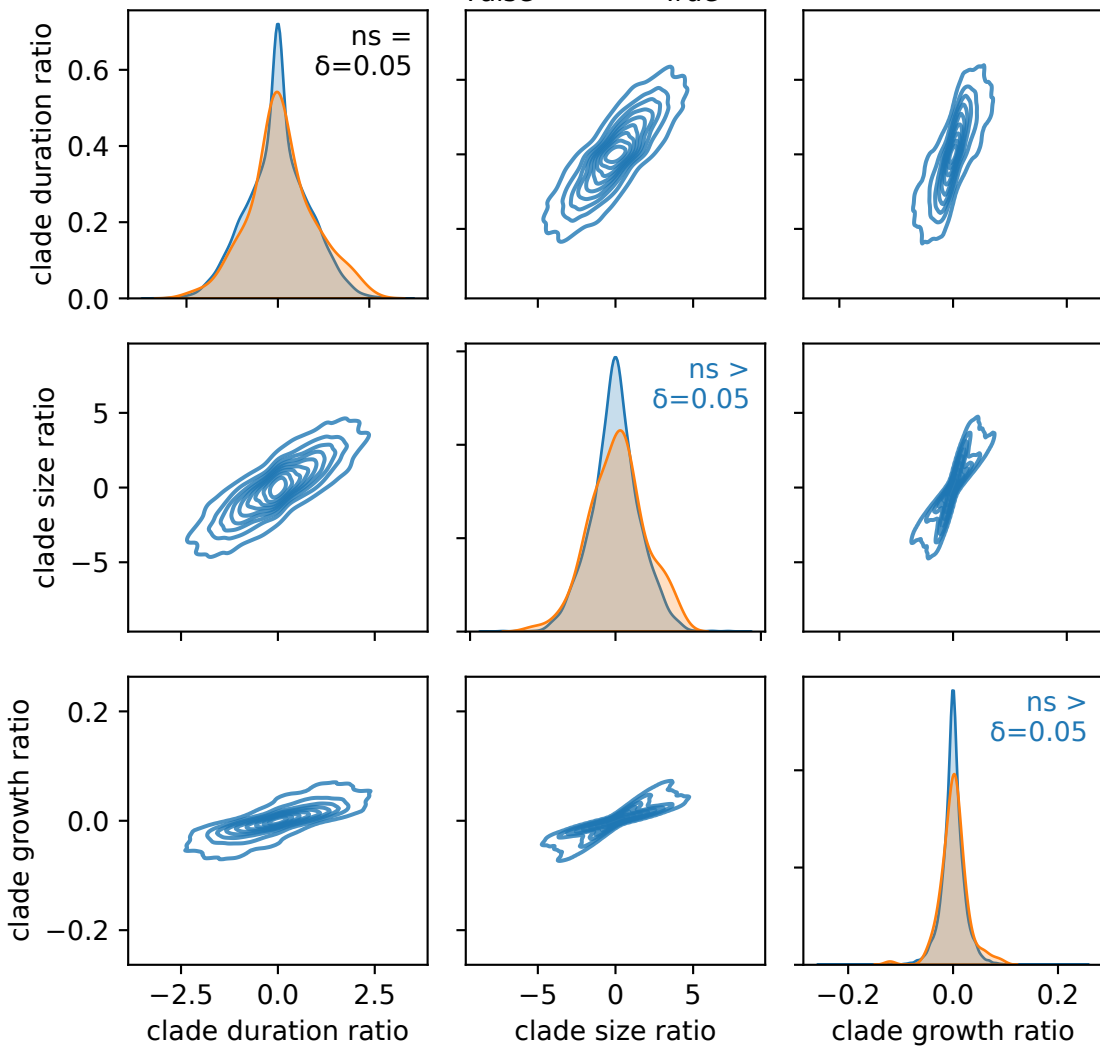 clade duration ratio
0.6
0.4
0.2
0.0
ns =
δ=0.05
clade size ratio
5
0
−5
ns >
δ=0.05
clade growth ratio
0.2
0.0
−0.2
ns >
δ=0.05
−2.5 0.0 2.5
−5 0 5
−0.2 0.0 0.2
clade duration ratio
clade size ratio
clade growth ratio